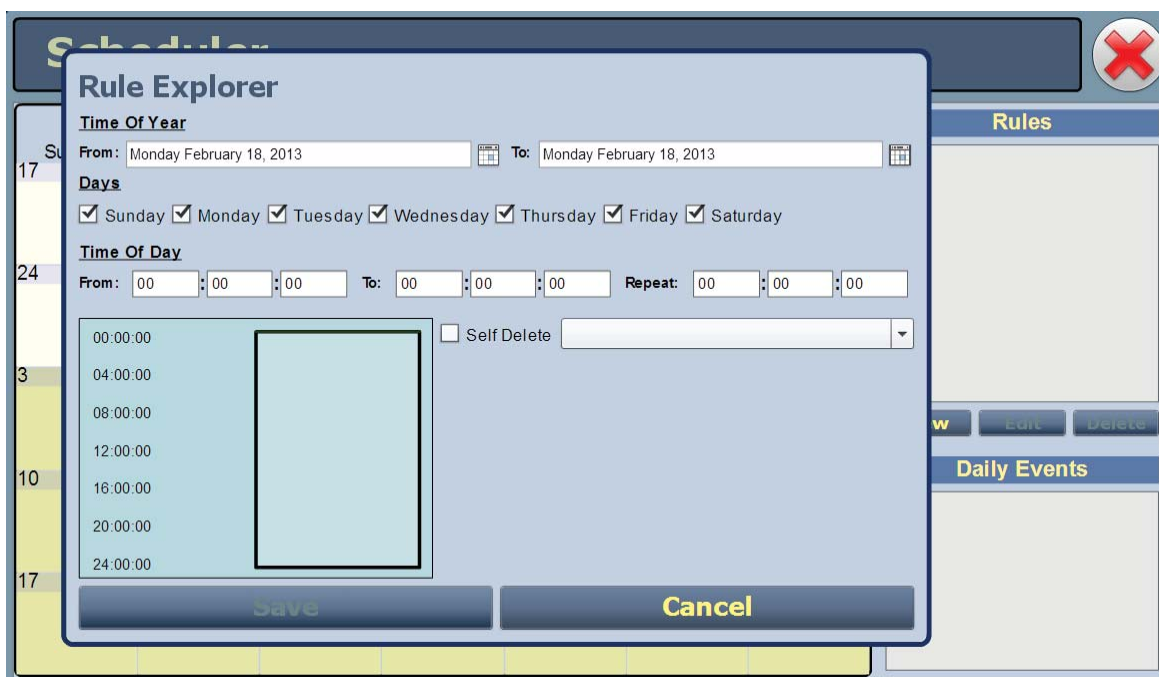 Scheduler
Rule Explorer
Time Of Year
From: Monday February 18, 2013 To: Monday February 18, 2013
Days
Sunday Monday Tuesday Wednesday Thursday Friday Saturday
Time Of Day
From: 00 : 00 : 00 To: 00 : 00 : 00 Repeat: 00 : 00 : 00
00:00:00
04:00:00
08:00:00
12:00:00
16:00:00
20:00:00
24:00:00
Self Delete
Save Cancel
17
24
3
10
17
Rules
Edit Delete
Daily Events